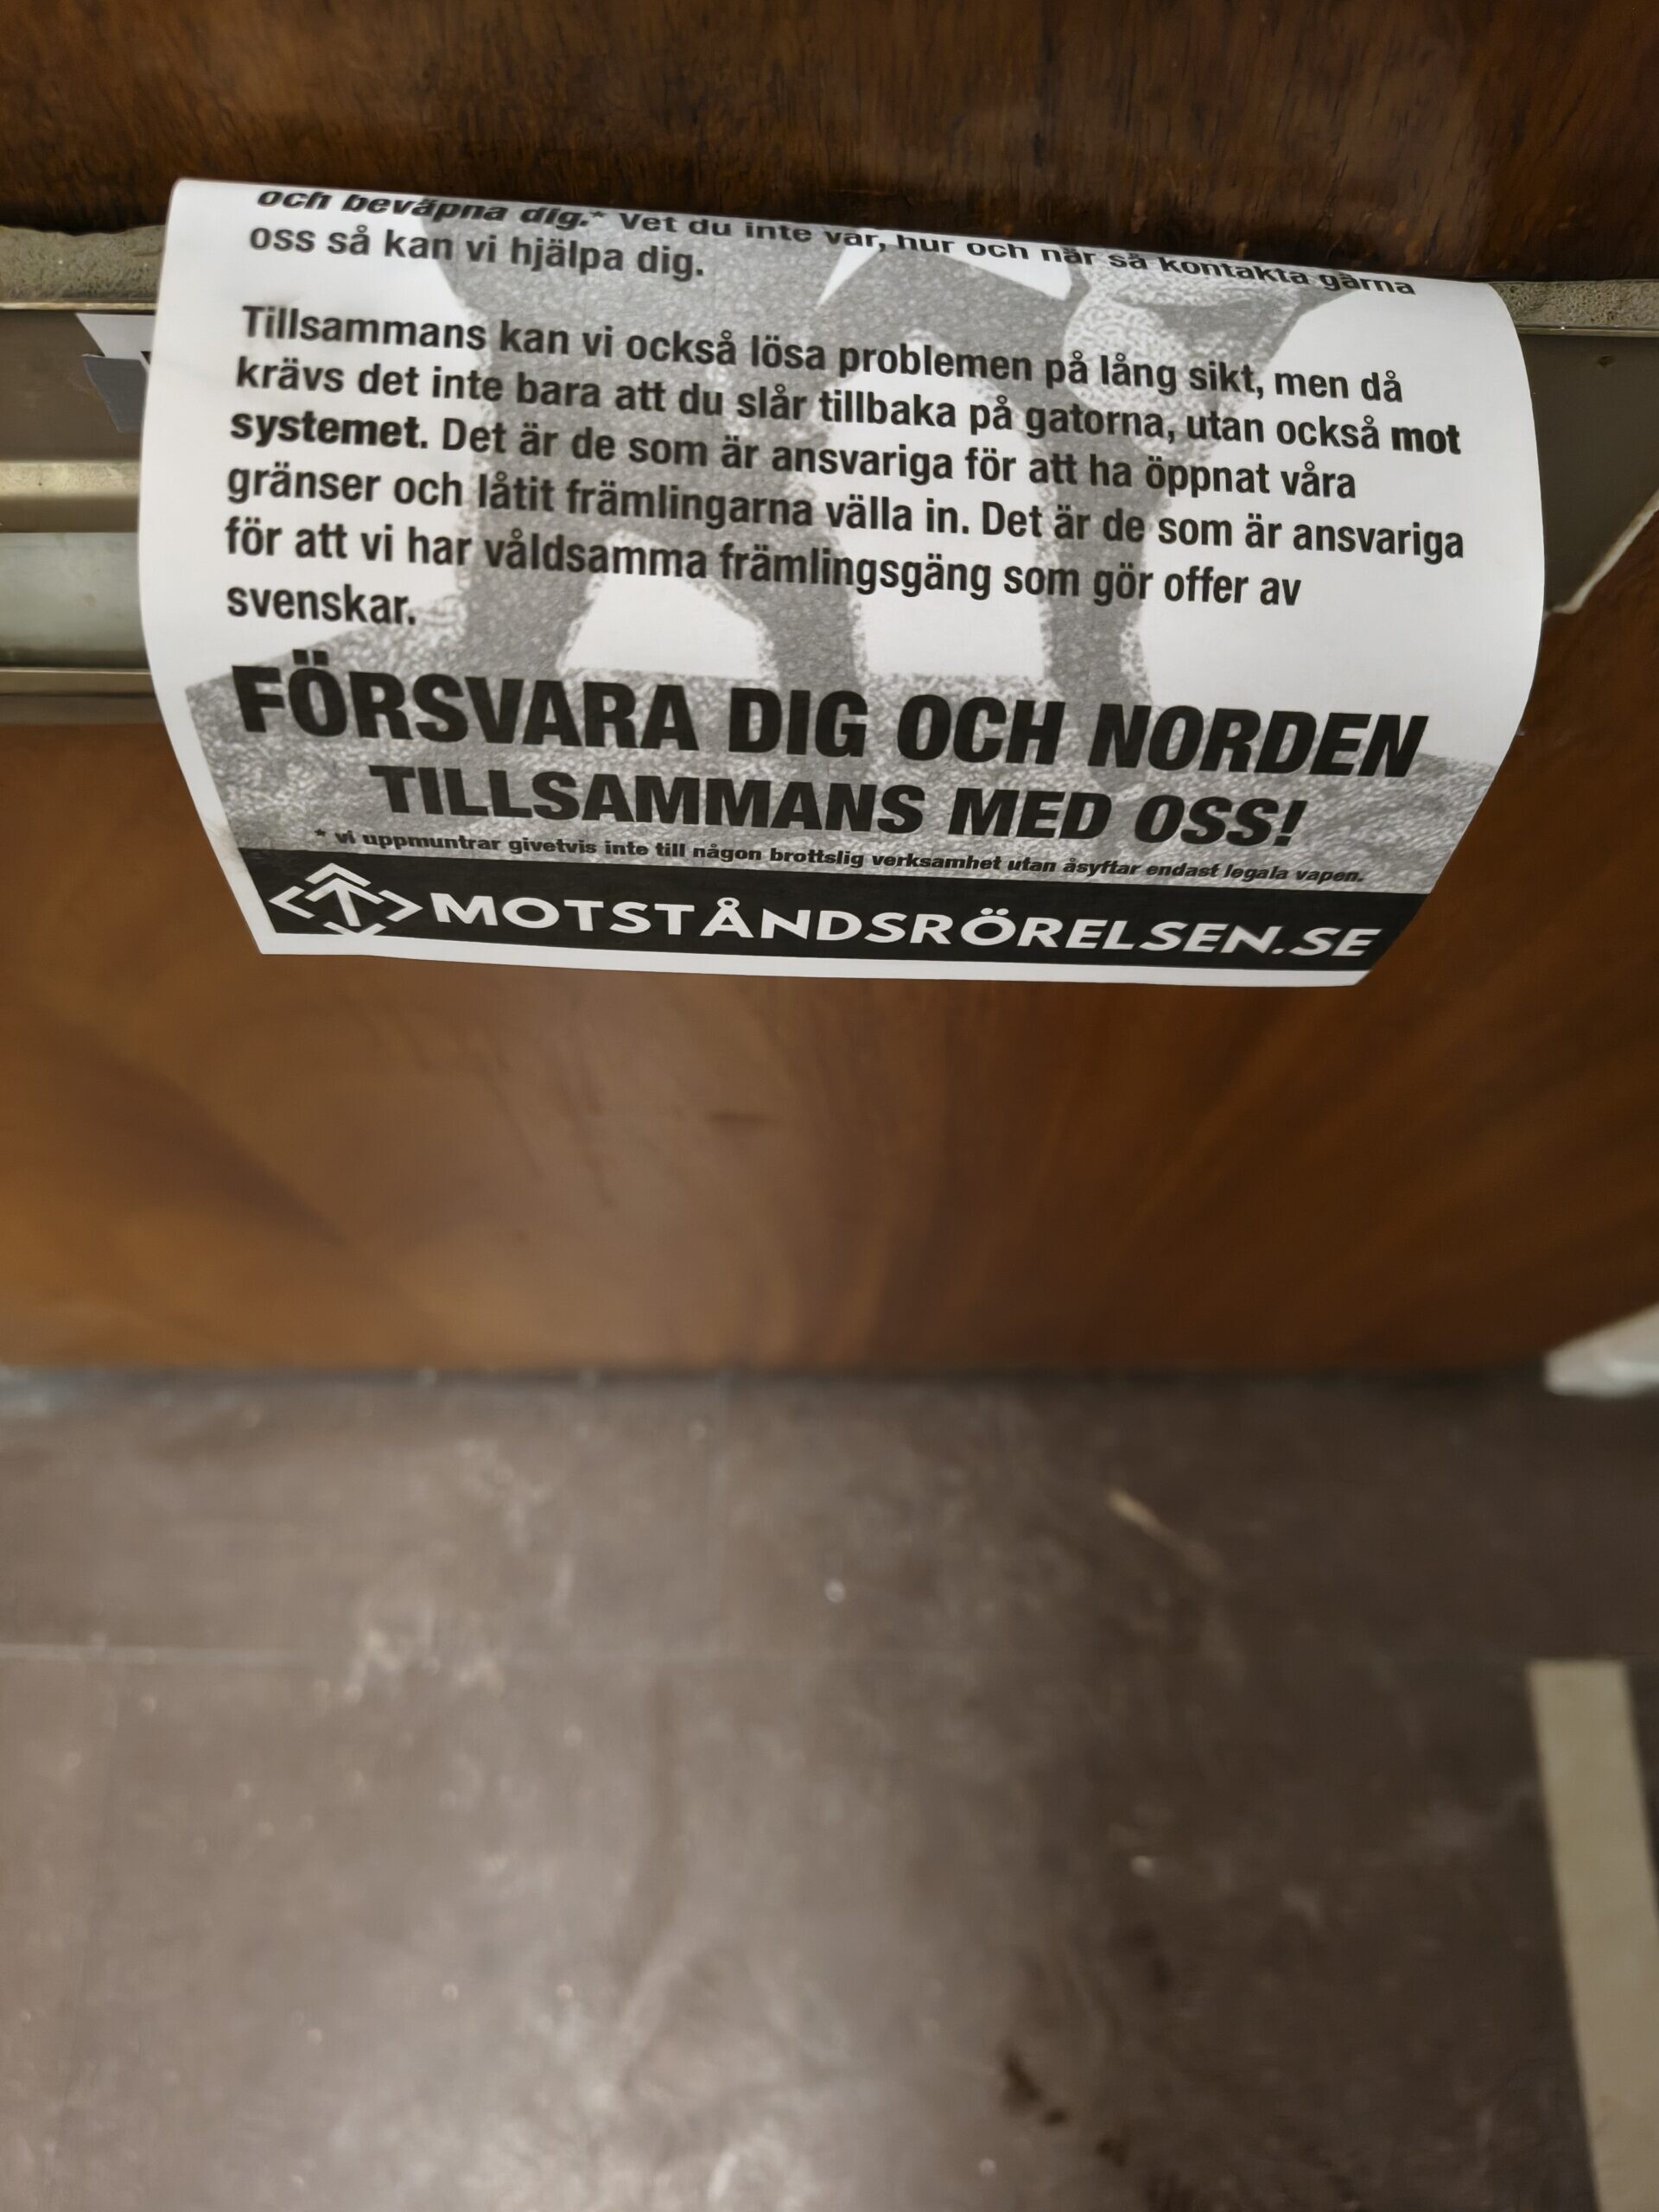 och beväpna dig.* Vet du inte var, hur och när så kontakta gärna
oss så kan vi hjälpa dig.
Tillsammans kan vi också lösa problemen på lång sikt, men då
krävs det inte bara att du slår tillbaka på gatorna, utan också mot
systemet. Det är de som är ansvariga för att ha öppnat våra
gränser och låtit främlingarna välla in. Det är de som är ansvariga
för att vi har våldsamma främlingsgäng som gör offer av
svenskar.
FÖRSVARA DIG OCH NORDEN
TILLSAMMANS MED OSS!
* vi uppmuntrar givetvis inte till någon brottslig verksamhet utan åsyftar endast legala vapen.
MOTSTÅNDSRÖRELSEN.SE